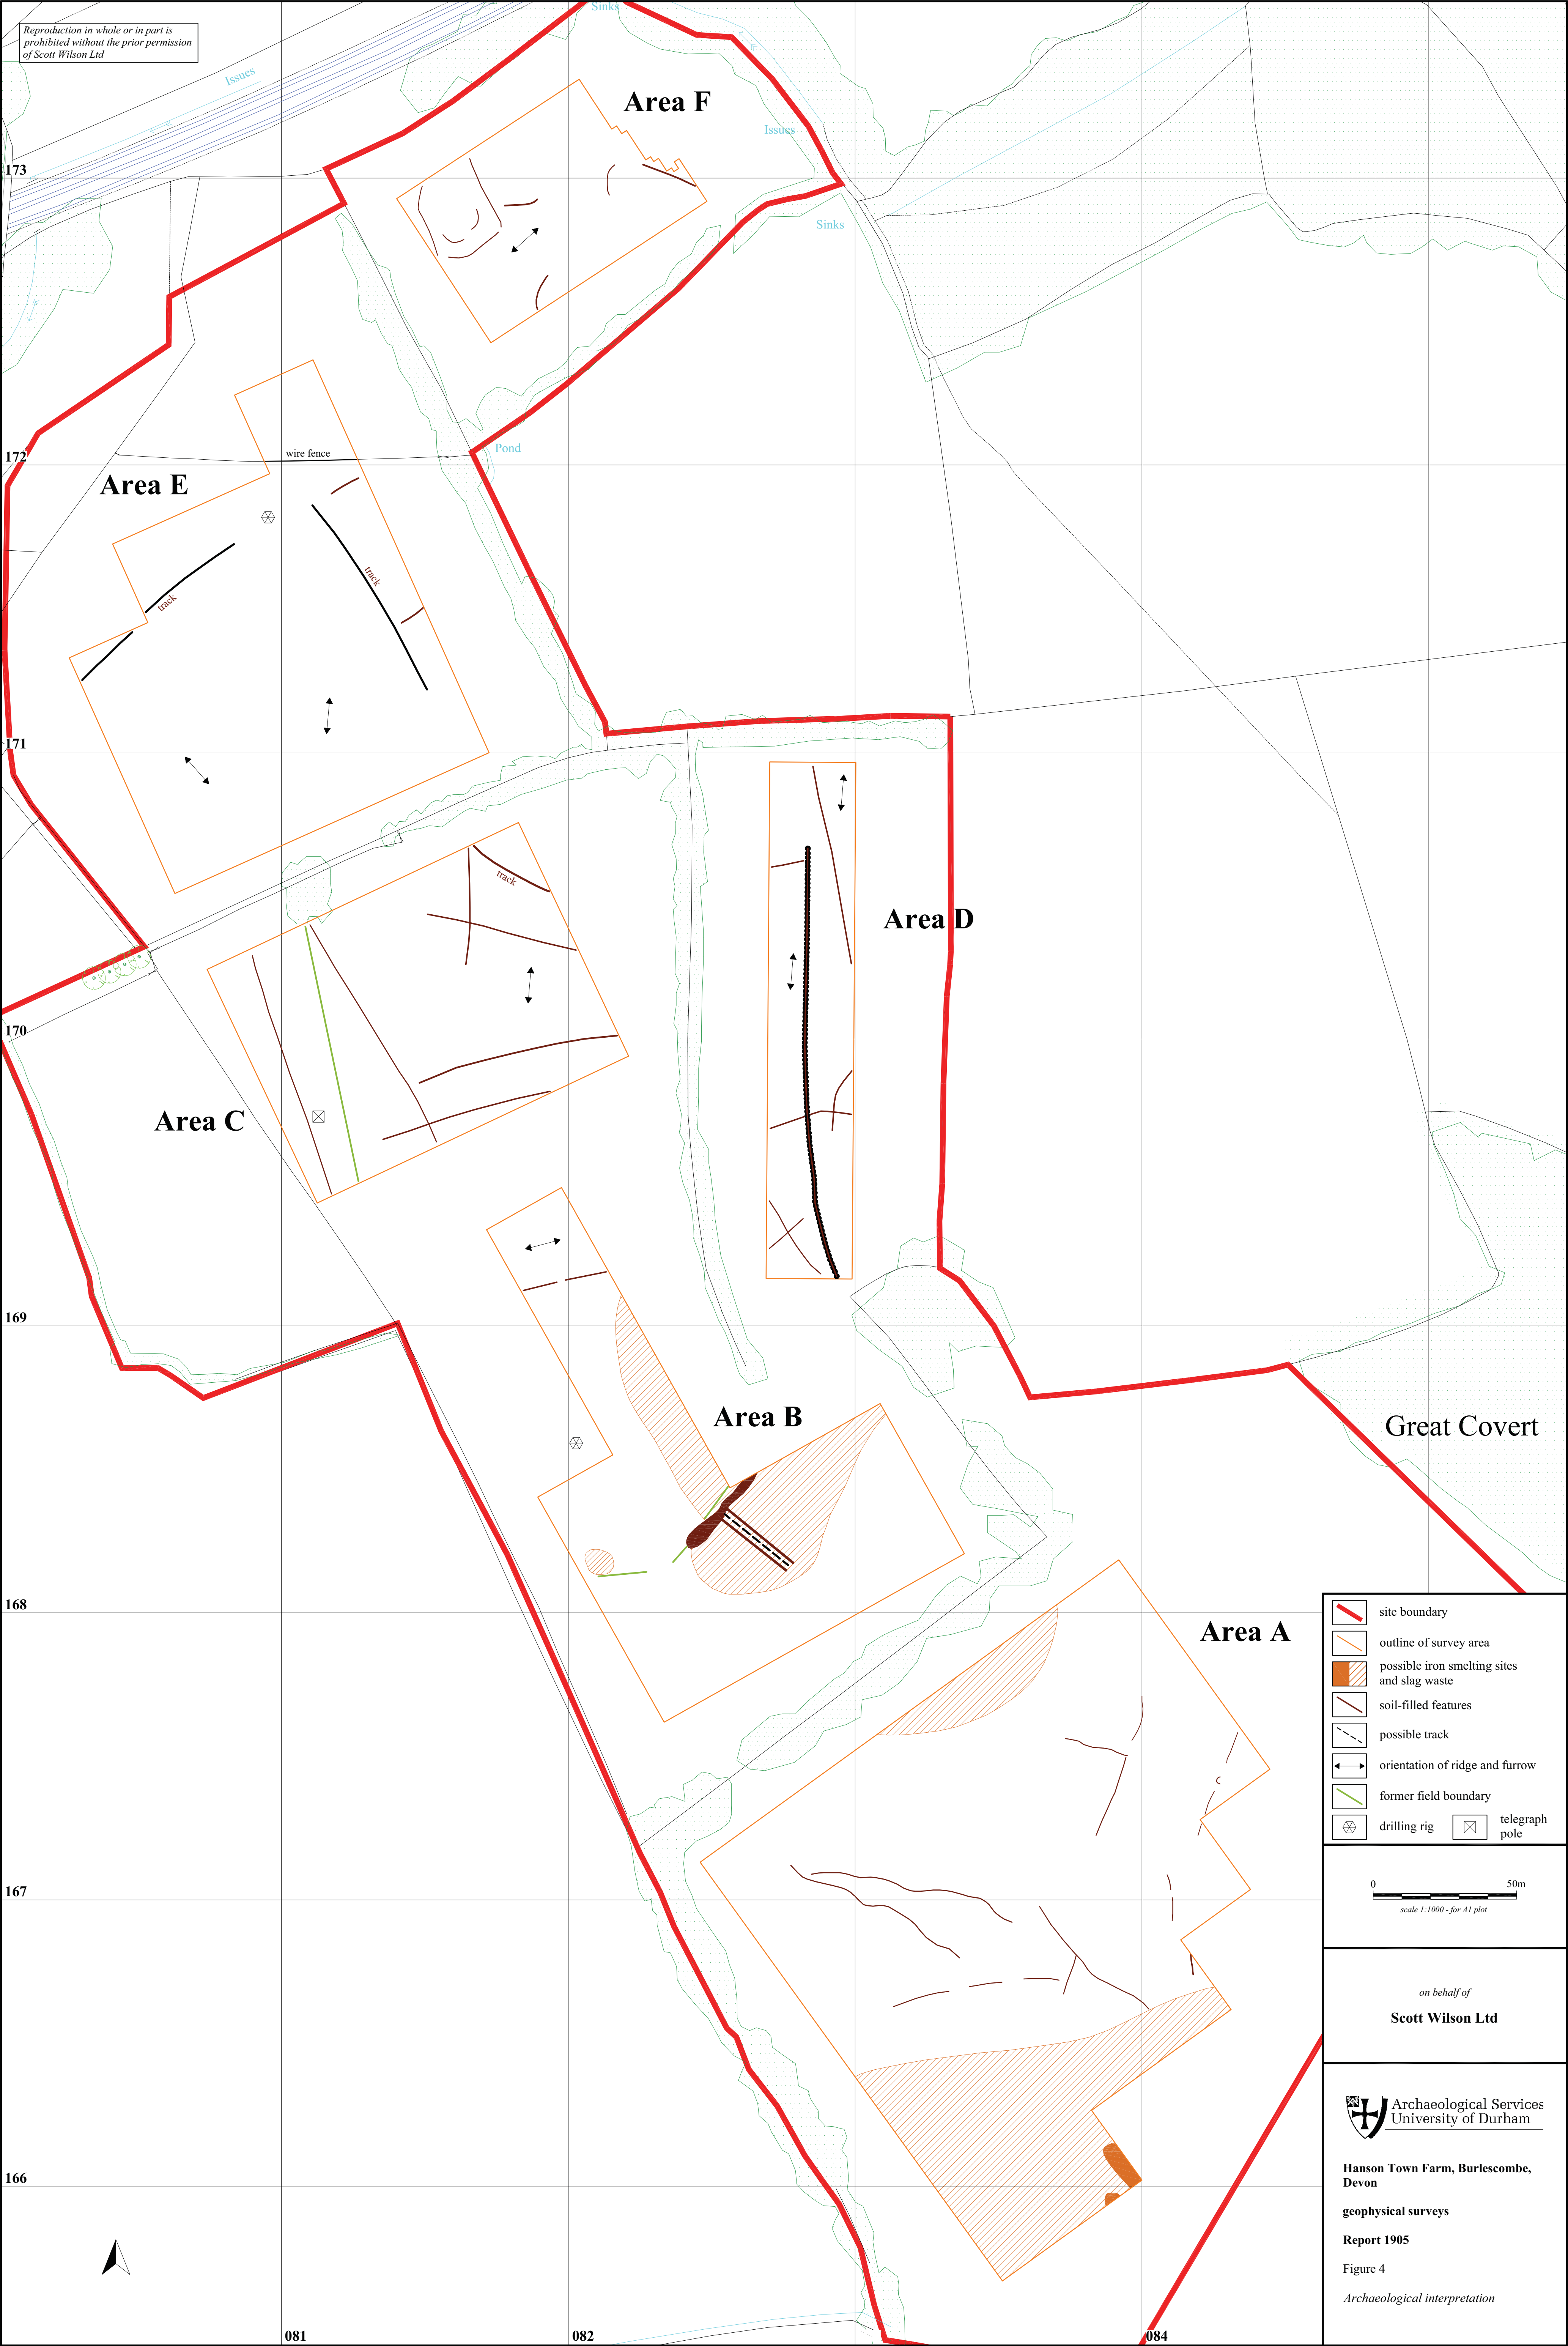 Reproduction in whole or in part is
prohibited without the prior permission
of Scott Wilson Ltd
Sinks
Issues
Area F
Issues
173
Sinks
172
wire fence
Pond
Area E
track
track
171
track
Area D
170
Area C
169
Area B
Great Covert
168
Area A
site boundary
outline of survey area
possible iron smelting sites
and slag waste
soil-filled features
possible track
orientation of ridge and furrow
former field boundary
drilling rig
telegraph
pole
167
0 50m
scale 1:1000 - for A1 plot
on behalf of
Scott Wilson Ltd
Archaeological Services
University of Durham
166
Hanson Town Farm, Burlescombe,
Devon
geophysical surveys
Report 1905
Figure 4
Archaeological interpretation
081
082
084